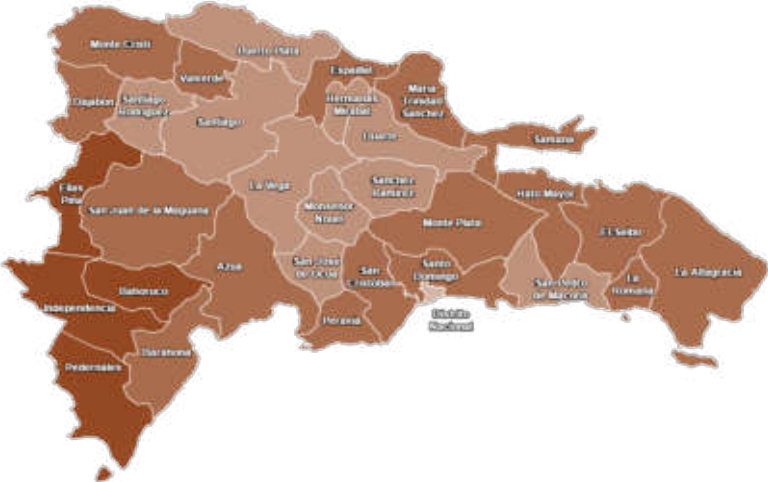 Monte Cristi
Puerto Plata
Valverde
Espaillat
Dajabón
Santiago
Rodríguez
Hermanas
Mirabal
María
Trinidad
Sánchez
Santiago
Duarte
Samaná
Elías
Piña
San Juan de la Maguana
La Vega
Sánchez
Ramírez
Monseñor
Nouel
Hato Mayor
Monte Plata
El Seibo
Azua
San José
de Ocoa
San
Cristóbal
Santo
Domingo
San Pedro
de Macorís
La
Romana
La Altagracia
Bahoruco
Independencia
Peravia
Distrito
Nacional
Barahona
Pedernales